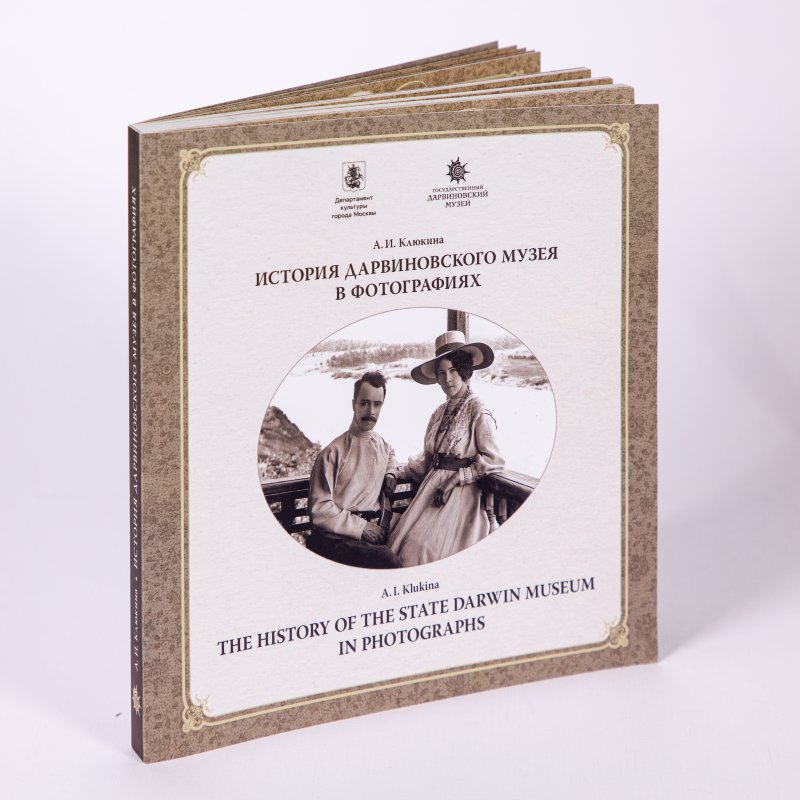 Департамент
культуры
города Москвы
ГОСУДАРСТВЕННЫЙ
ДАРВИНОВСКИЙ
МУЗЕЙ
А. И. Клюкина
ИСТОРИЯ ДАРВИНОВСКОГО МУЗЕЯ
В ФОТОГРАФИЯХ
A. I. Klukina
THE HISTORY OF THE STATE DARWIN MUSEUM
IN PHOTOGRAPHS
А. И. Клюкина • ИСТОРИЯ ДАРВИНОВСКОГО МУЗЕЯ В ФОТОГРАФИЯХ